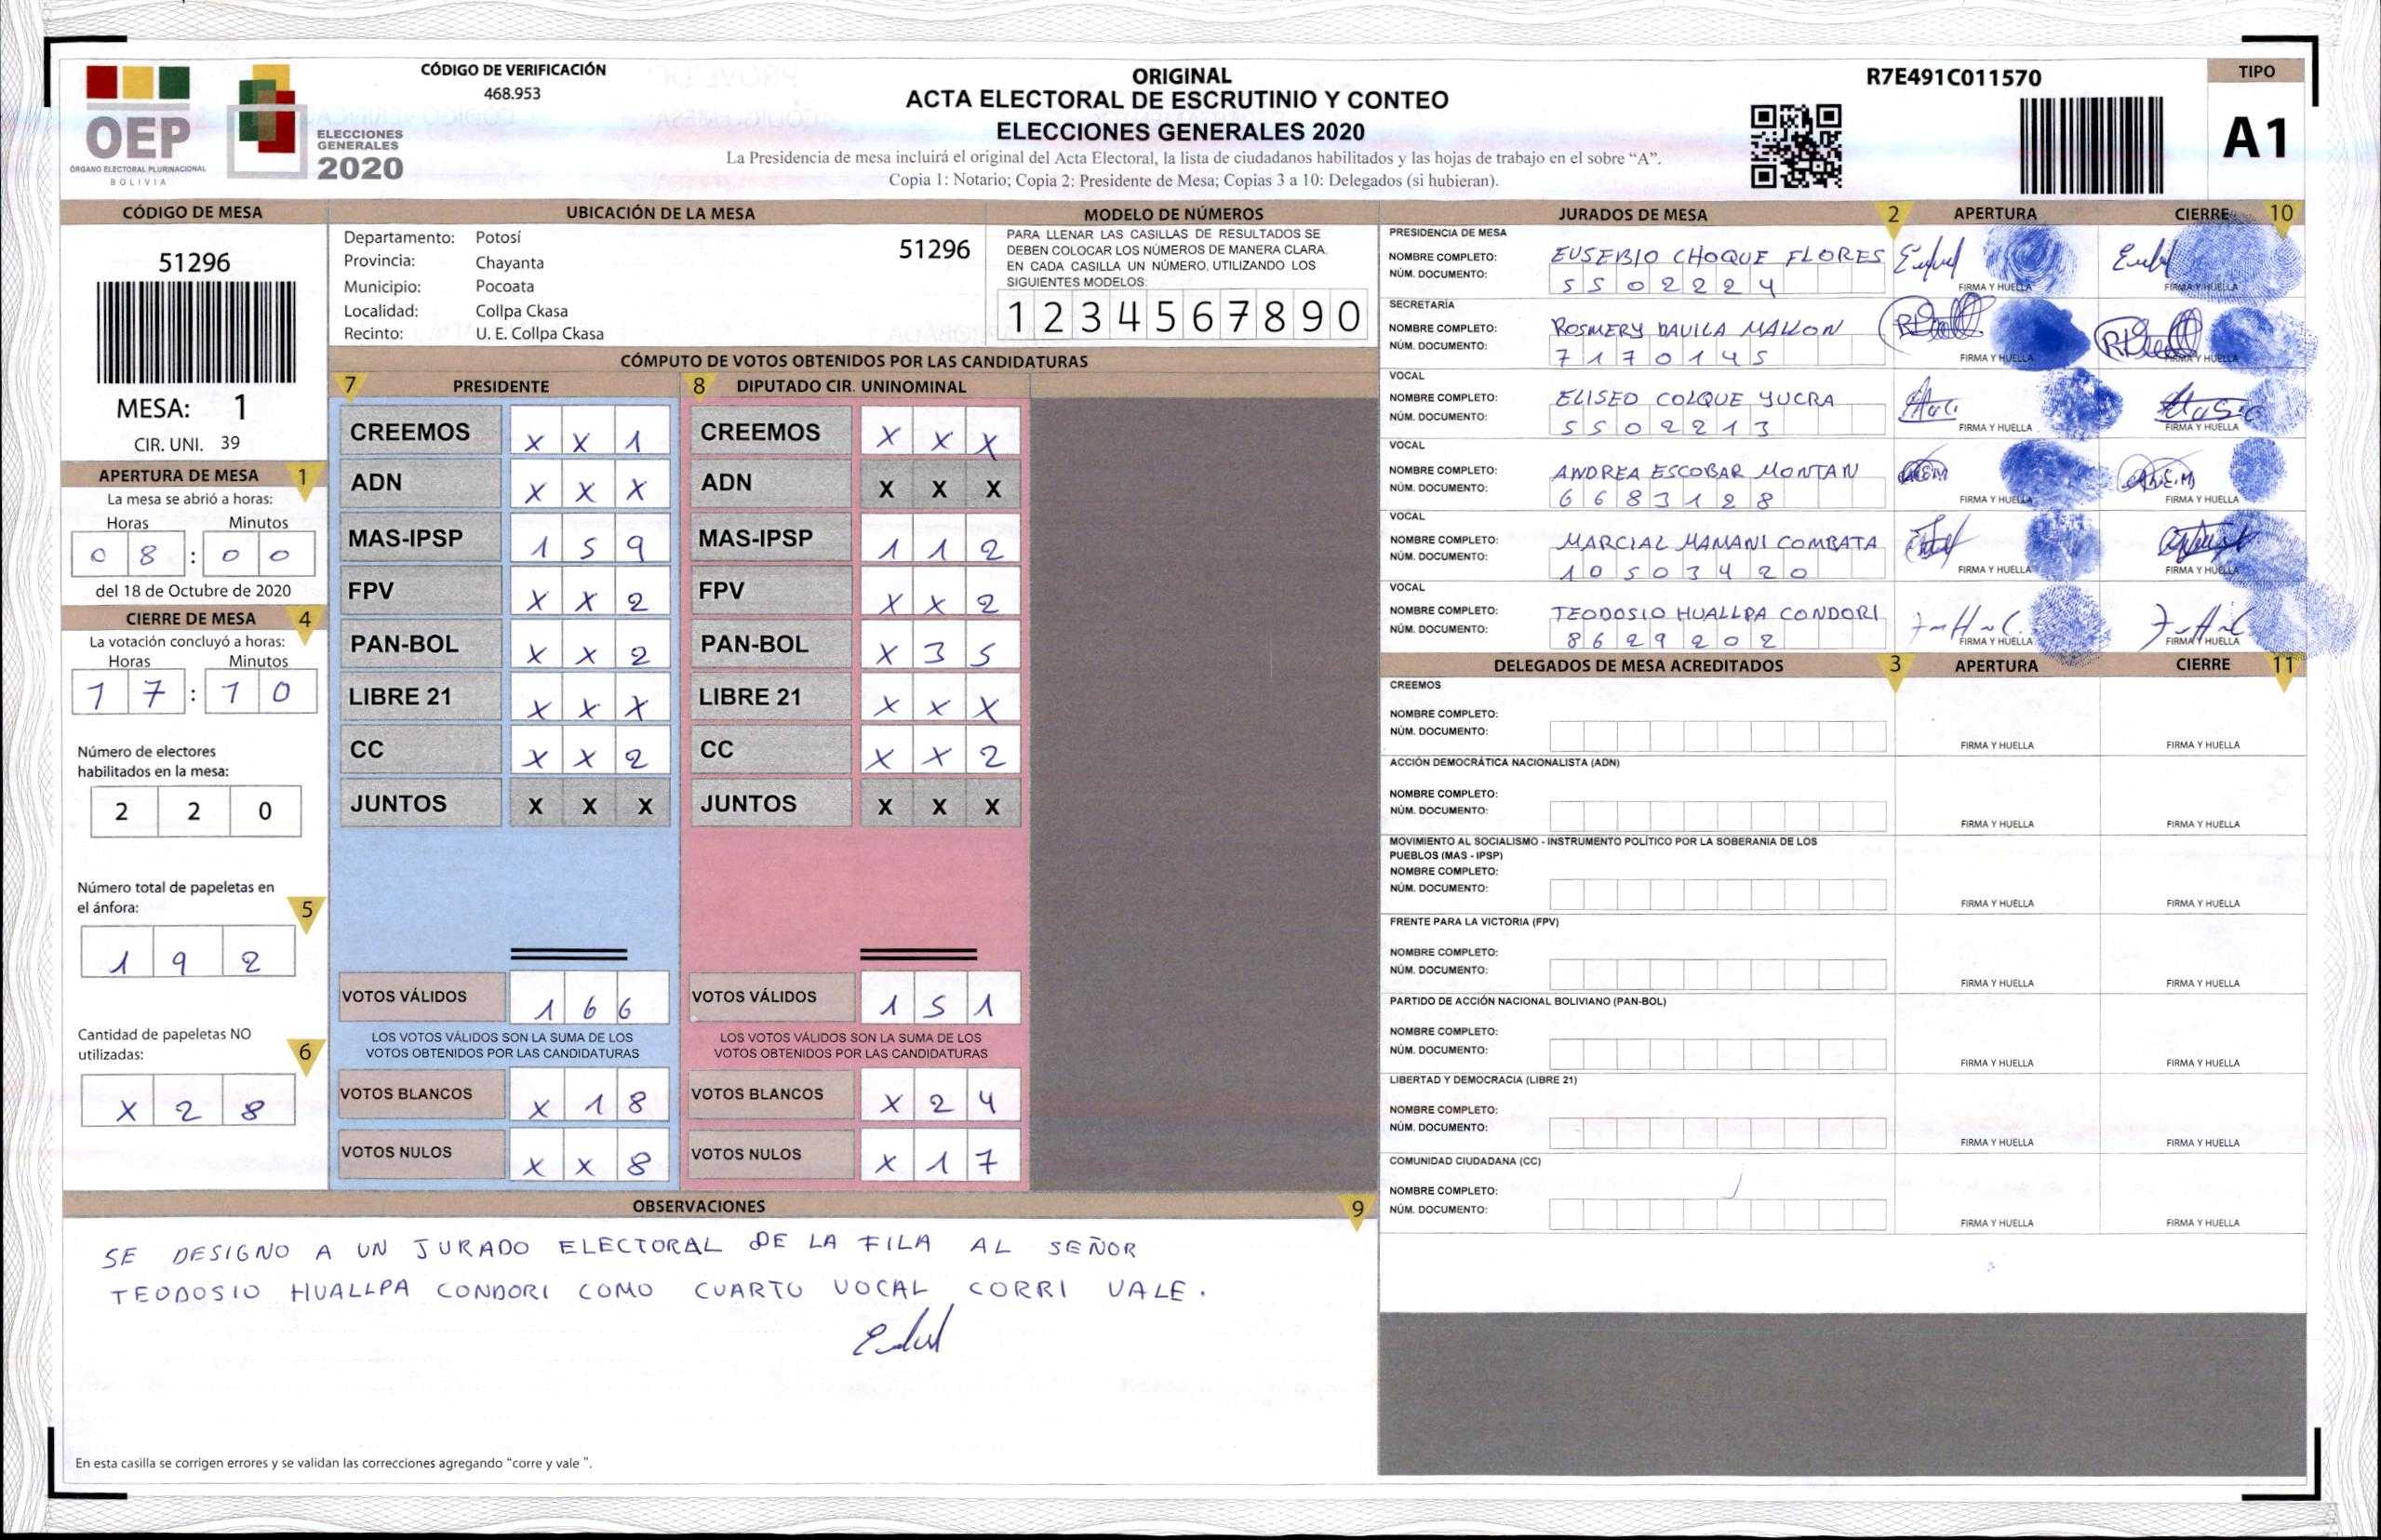 OEP
ÓRGANO ELECTORAL PLURINACIONAL
BOLIVIA
ELECCIONES
GENERALES
2020
CÓDIGO DE VERIFICACIÓN
468.953
ORIGINAL
ACTA ELECTORAL DE ESCRUTINIO Y CONTEO
ELECCIONES GENERALES 2020
La Presidencia de mesa incluirá el original del Acta Electoral, la lista de ciudadanos habilitados y las hojas de trabajo en el sobre “A”.
Copia 1: Notario; Copia 2: Presidente de Mesa; Copias 3 a 10: Delegados (si hubieran).
R7E491C011570
TIPO
A1
CÓDIGO DE MESA
51296
MESA: 1
CIR. UNI. 39
APERTURA DE MESA 1
La mesa se abrió a horas:
Horas Minutos
0 8 : 0 0
del 18 de Octubre de 2020
CIERRE DE MESA 4
La votación concluyó a horas:
Horas Minutos
1 7 : 1 0
Número de electores
habilitados en la mesa:
2 2 0
Número total de papeletas en
el ánfora: 5
1 9 2
Cantidad de papeletas NO
utilizadas: 6
X 2 8
UBICACIÓN DE LA MESA
Departamento: Potosí 51296
Provincia: Chayanta
Municipio: Pocoata
Localidad: Collpa Ckasa
Recinto: U. E. Collpa Ckasa
MODELO DE NÚMEROS
PARA LLENAR LAS CASILLAS DE RESULTADOS SE
DEBEN COLOCAR LOS NÚMEROS DE MANERA CLARA.
EN CADA CASILLA UN NÚMERO, UTILIZANDO LOS
SIGUIENTES MODELOS:
1 2 3 4 5 6 7 8 9 0
CÓMPUTO DE VOTOS OBTENIDOS POR LAS CANDIDATURAS
7 PRESIDENTE 8 DIPUTADO CIR. UNINOMINAL
CREEMOS X X 1 CREEMOS X X X
ADN X X X ADN X X X
MAS-IPSP 1 5 9 MAS-IPSP 1 1 2
FPV X X 2 FPV X X 2
PAN-BOL X X 2 PAN-BOL X 3 5
LIBRE 21 X X X LIBRE 21 X X X
CC X X 2 CC X X 2
JUNTOS X X X JUNTOS X X X
VOTOS VÁLIDOS 1 6 6 VOTOS VÁLIDOS 1 5 1
LOS VOTOS VÁLIDOS SON LA SUMA DE LOS LOS VOTOS VÁLIDOS SON LA SUMA DE LOS
VOTOS OBTENIDOS POR LAS CANDIDATURAS VOTOS OBTENIDOS POR LAS CANDIDATURAS
VOTOS BLANCOS X 1 8 VOTOS BLANCOS X 2 4
VOTOS NULOS X X 8 VOTOS NULOS X 1 7
OBSERVACIONES 9
SE DESIGNO A UN JURADO ELECTORAL DE LA FILA AL SEÑOR
TEODOSIO HUALLPA CONDORI COMO CUARTO VOCAL CORRI VALE.
En esta casilla se corrigen errores y se validan las correcciones agregando “corre y vale ”.
JURADOS DE MESA 2 APERTURA CIERRE 10
PRESIDENCIA DE MESA
NOMBRE COMPLETO: EUSEBIO CHOQUE FLORES
NÚM. DOCUMENTO: 5 5 0 2 2 2 4
FIRMA Y HUELLA FIRMA Y HUELLA
SECRETARÍA
NOMBRE COMPLETO: ROSMERY DAVILA MALLON
NÚM. DOCUMENTO: 7 1 7 0 1 4 5
FIRMA Y HUELLA FIRMA Y HUELLA
VOCAL
NOMBRE COMPLETO: ELISEO COLQUE YUCRA
NÚM. DOCUMENTO: 5 5 0 2 2 1 3
FIRMA Y HUELLA FIRMA Y HUELLA
VOCAL
NOMBRE COMPLETO: ANDREA ESCOBAR MONTAN
NÚM. DOCUMENTO: 6 6 8 3 1 2 8
FIRMA Y HUELLA FIRMA Y HUELLA
VOCAL
NOMBRE COMPLETO: MARCIAL MAMANI COMBATA
NÚM. DOCUMENTO: 1 0 5 0 3 4 2 0
FIRMA Y HUELLA FIRMA Y HUELLA
VOCAL
NOMBRE COMPLETO: TEODOSIO HUALLPA CONDORI
NÚM. DOCUMENTO: 8 6 2 9 2 0 2
FIRMA Y HUELLA FIRMA Y HUELLA
DELEGADOS DE MESA ACREDITADOS 3 APERTURA CIERRE 11
CREEMOS
NOMBRE COMPLETO:
NÚM. DOCUMENTO:
FIRMA Y HUELLA FIRMA Y HUELLA
ACCIÓN DEMOCRÁTICA NACIONALISTA (ADN)
NOMBRE COMPLETO:
NÚM. DOCUMENTO:
FIRMA Y HUELLA FIRMA Y HUELLA
MOVIMIENTO AL SOCIALISMO - INSTRUMENTO POLÍTICO POR LA SOBERANIA DE LOS
PUEBLOS (MAS - IPSP)
NOMBRE COMPLETO:
NÚM. DOCUMENTO:
FIRMA Y HUELLA FIRMA Y HUELLA
FRENTE PARA LA VICTORIA (FPV)
NOMBRE COMPLETO:
NÚM. DOCUMENTO:
FIRMA Y HUELLA FIRMA Y HUELLA
PARTIDO DE ACCIÓN NACIONAL BOLIVIANO (PAN-BOL)
NOMBRE COMPLETO:
NÚM. DOCUMENTO:
FIRMA Y HUELLA FIRMA Y HUELLA
LIBERTAD Y DEMOCRACIA (LIBRE 21)
NOMBRE COMPLETO:
NÚM. DOCUMENTO:
FIRMA Y HUELLA FIRMA Y HUELLA
COMUNIDAD CIUDADANA (CC)
NOMBRE COMPLETO:
NÚM. DOCUMENTO:
FIRMA Y HUELLA FIRMA Y HUELLA